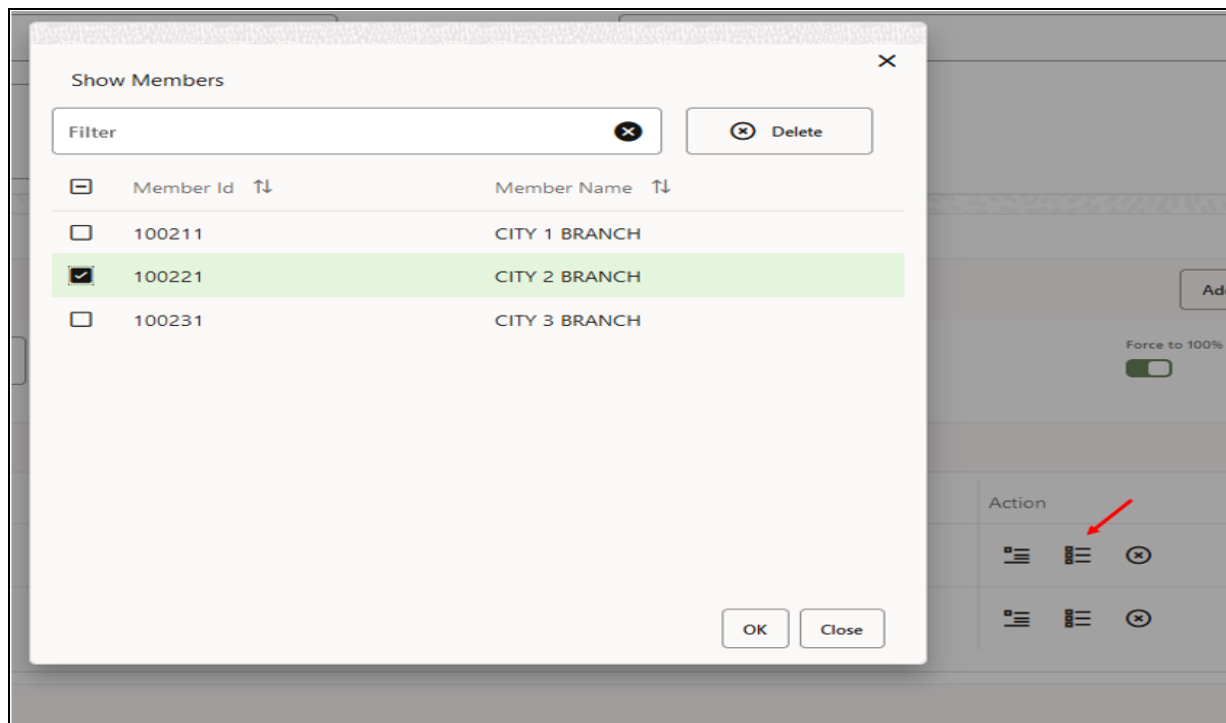 Show Members
Filter
Delete
Member Id Member Name
100211 CITY 1 BRANCH
100221 CITY 2 BRANCH
100231 CITY 3 BRANCH
Force to 100%
Action
OK Close